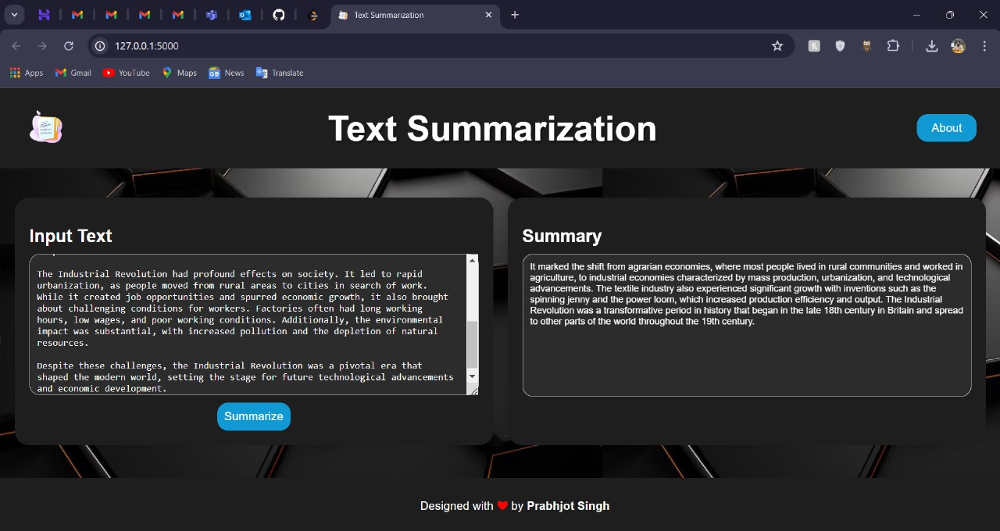 Text Summarization
127.0.0.1:5000
Apps
Gmail
YouTube
Maps
News
Translate
Text Summarization
About
Input Text
The Industrial Revolution had profound effects on society. It led to rapid
urbanization, as people moved from rural areas to cities in search of work.
While it created job opportunities and spurred economic growth, it also brought
about challenging conditions for workers. Factories often had long working
hours, low wages, and poor working conditions. Additionally, the environmental
impact was substantial, with increased pollution and the depletion of natural
resources.
Despite these challenges, the Industrial Revolution was a pivotal era that
shaped the modern world, setting the stage for future technological advancements
and economic development.
Summarize
Summary
It marked the shift from agrarian economies, where most people lived in rural communities and worked in
agriculture, to industrial economies characterized by mass production, urbanization, and technological
advancements. The textile industry also experienced significant growth with inventions such as the
spinning jenny and the power loom, which increased production efficiency and output. The Industrial
Revolution was a transformative period in history that began in the late 18th century in Britain and spread
to other parts of the world throughout the 19th century.
Designed with ❤ by Prabhjot Singh